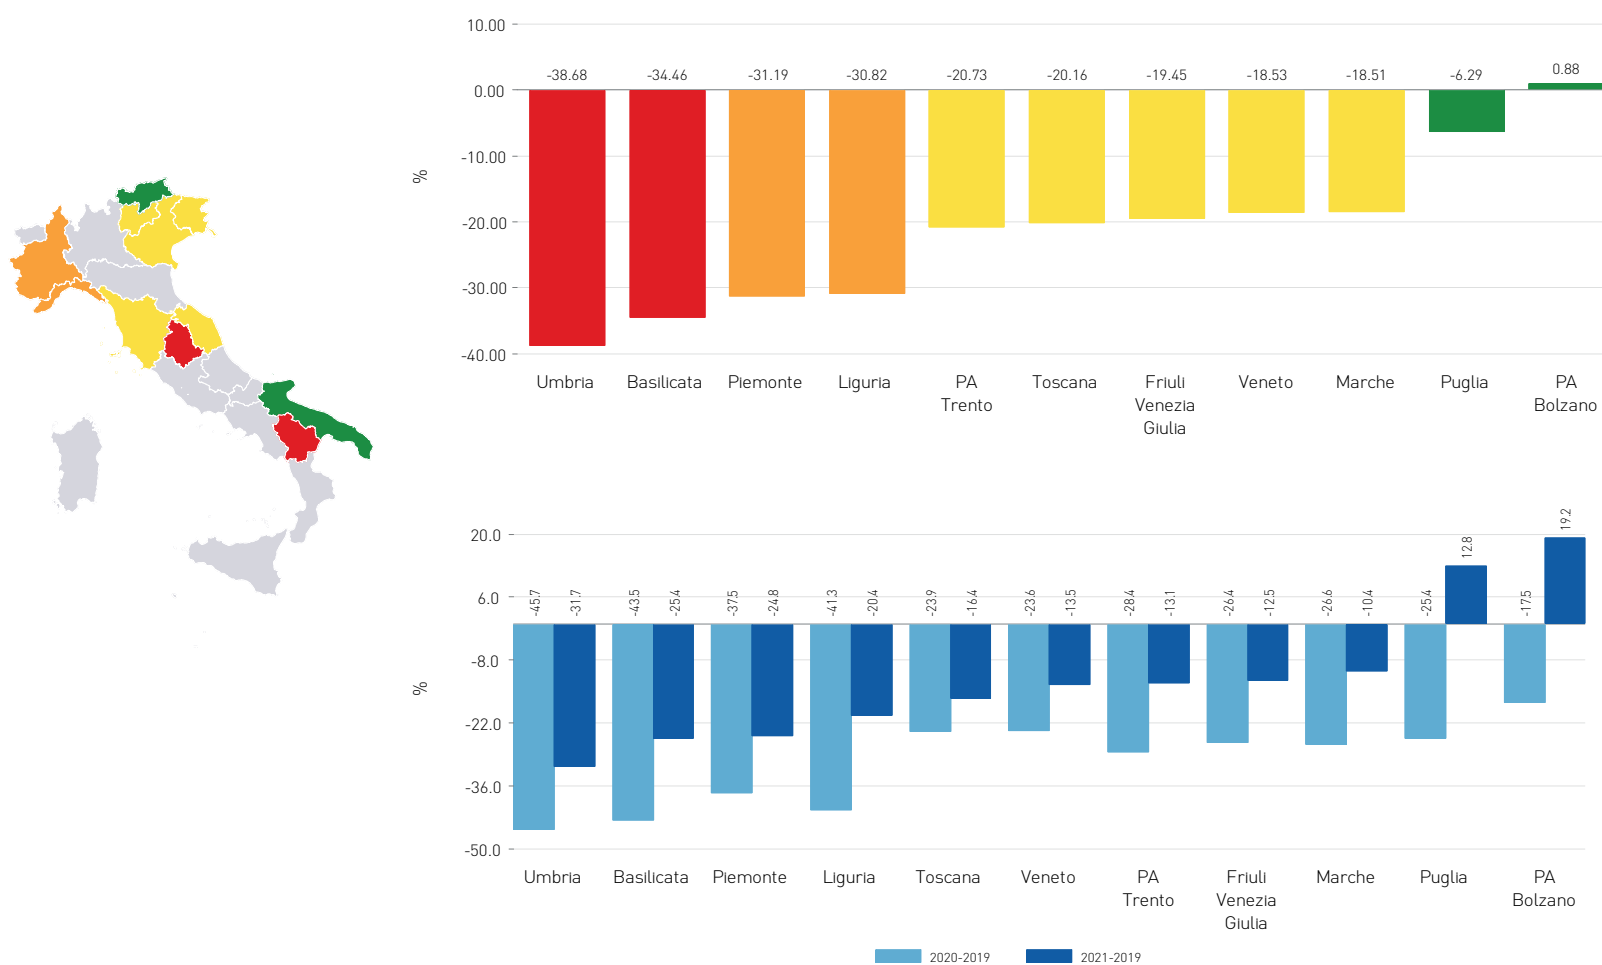 10.00
0.00
-10.00
-20.00
-30.00
-40.00
%
-38.68 -34.46 -31.19 -30.82 -20.73 -20.16 -19.45 -18.53 -18.51 -6.29 0.88
Umbria Basilicata Piemonte Liguria PA Toscana Friuli Veneto Marche Puglia PA
Trento Venezia Bolzano
Giulia
20.0
6.0
-8.0
-22.0
-36.0
-50.0
%
-45.7 -31.7 -43.5 -25.4 -37.5 -24.8 -41.3 -20.4 -23.9 -16.4 -23.6 -13.5 -28.4 -13.1 -26.4 -12.5 -26.6 -10.4 -25.4 12.8 -17.5 19.2
Umbria Basilicata Piemonte Liguria Toscana Veneto PA Friuli Marche Puglia PA
Trento Venezia Bolzano
Giulia
2020-2019 2021-2019